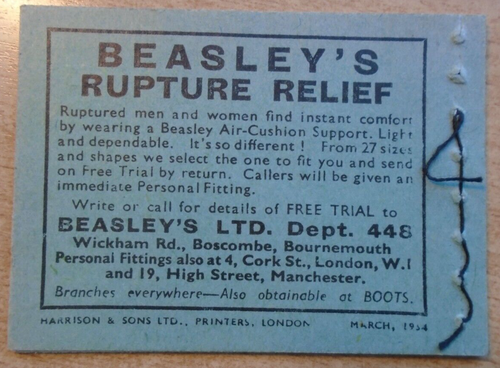 BEASLEY'S
RUPTURE RELIEF
Ruptured men and women find instant comfort
by wearing a Beasley Air-Cushion Support. Light
and dependable. It's so different ! From 27 sizes
and shapes we select the one to fit you and send
on Free Trial by return. Callers will be given an
immediate Personal Fitting.
Write or call for details of FREE TRIAL to
BEASLEY'S LTD. Dept. 448
Wickham Rd., Boscombe, Bournemouth
Personal Fittings also at 4, Cork St., London, W.1
and 19, High Street, Manchester.
Branches everywhere—Also obtainable at BOOTS.
HARRISON & SONS LTD., PRINTERS, LONDON MARCH, 1954